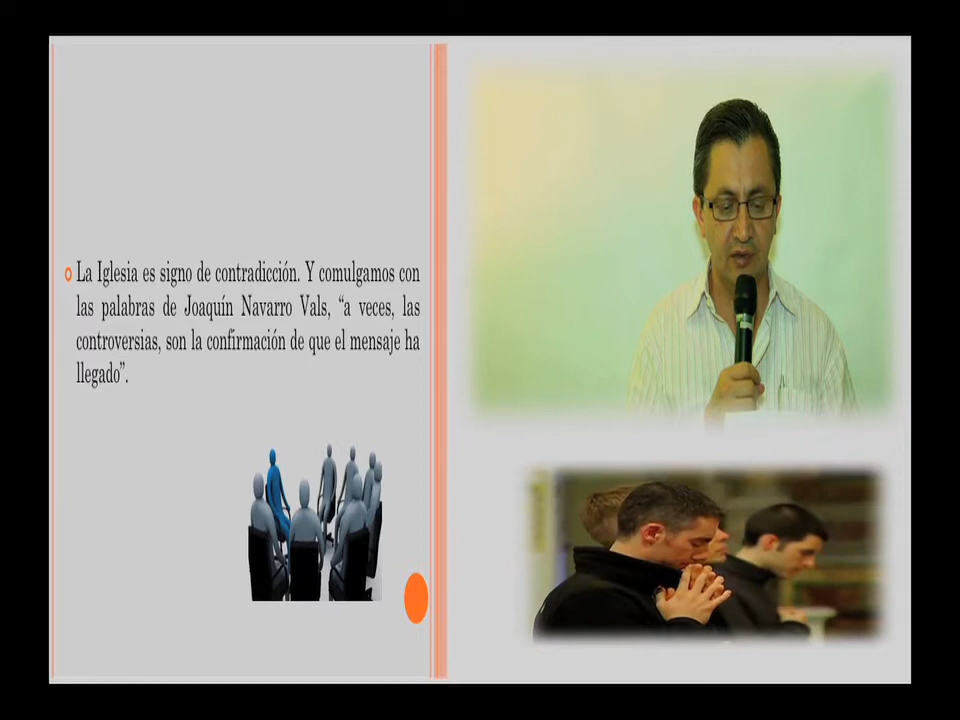 La Iglesia es signo de contradicción. Y comulgamos con
las palabras de Joaquín Navarro Vals, “a veces, las
controversias, son la confirmación de que el mensaje ha
llegado”.